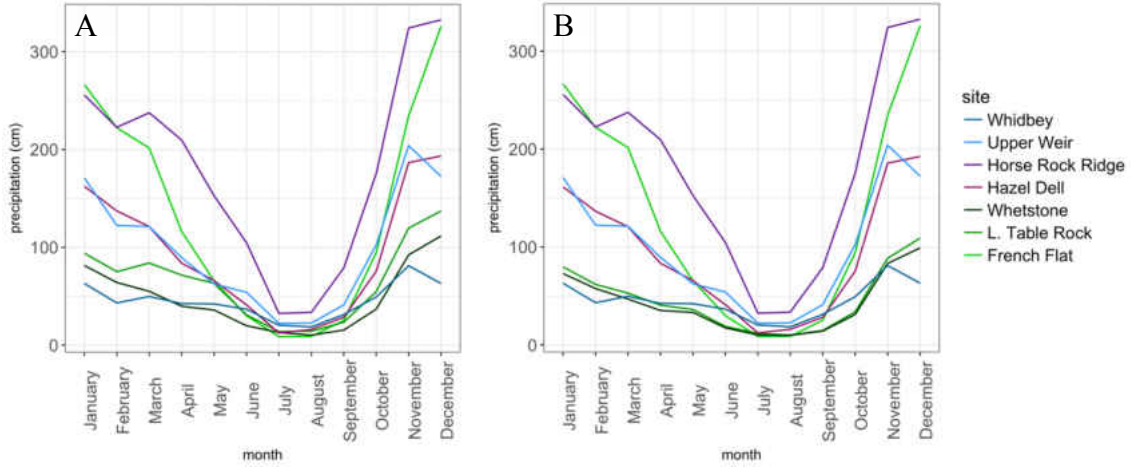 A
B
precipitation (cm)
300
200
100
0
January
February
March
April
May
June
July
August
September
October
November
December
month
precipitation (cm)
300
200
100
0
January
February
March
April
May
June
July
August
September
October
November
December
month
site
Whidbey
Upper Weir
Horse Rock Ridge
Hazel Dell
Whetstone
L. Table Rock
French Flat